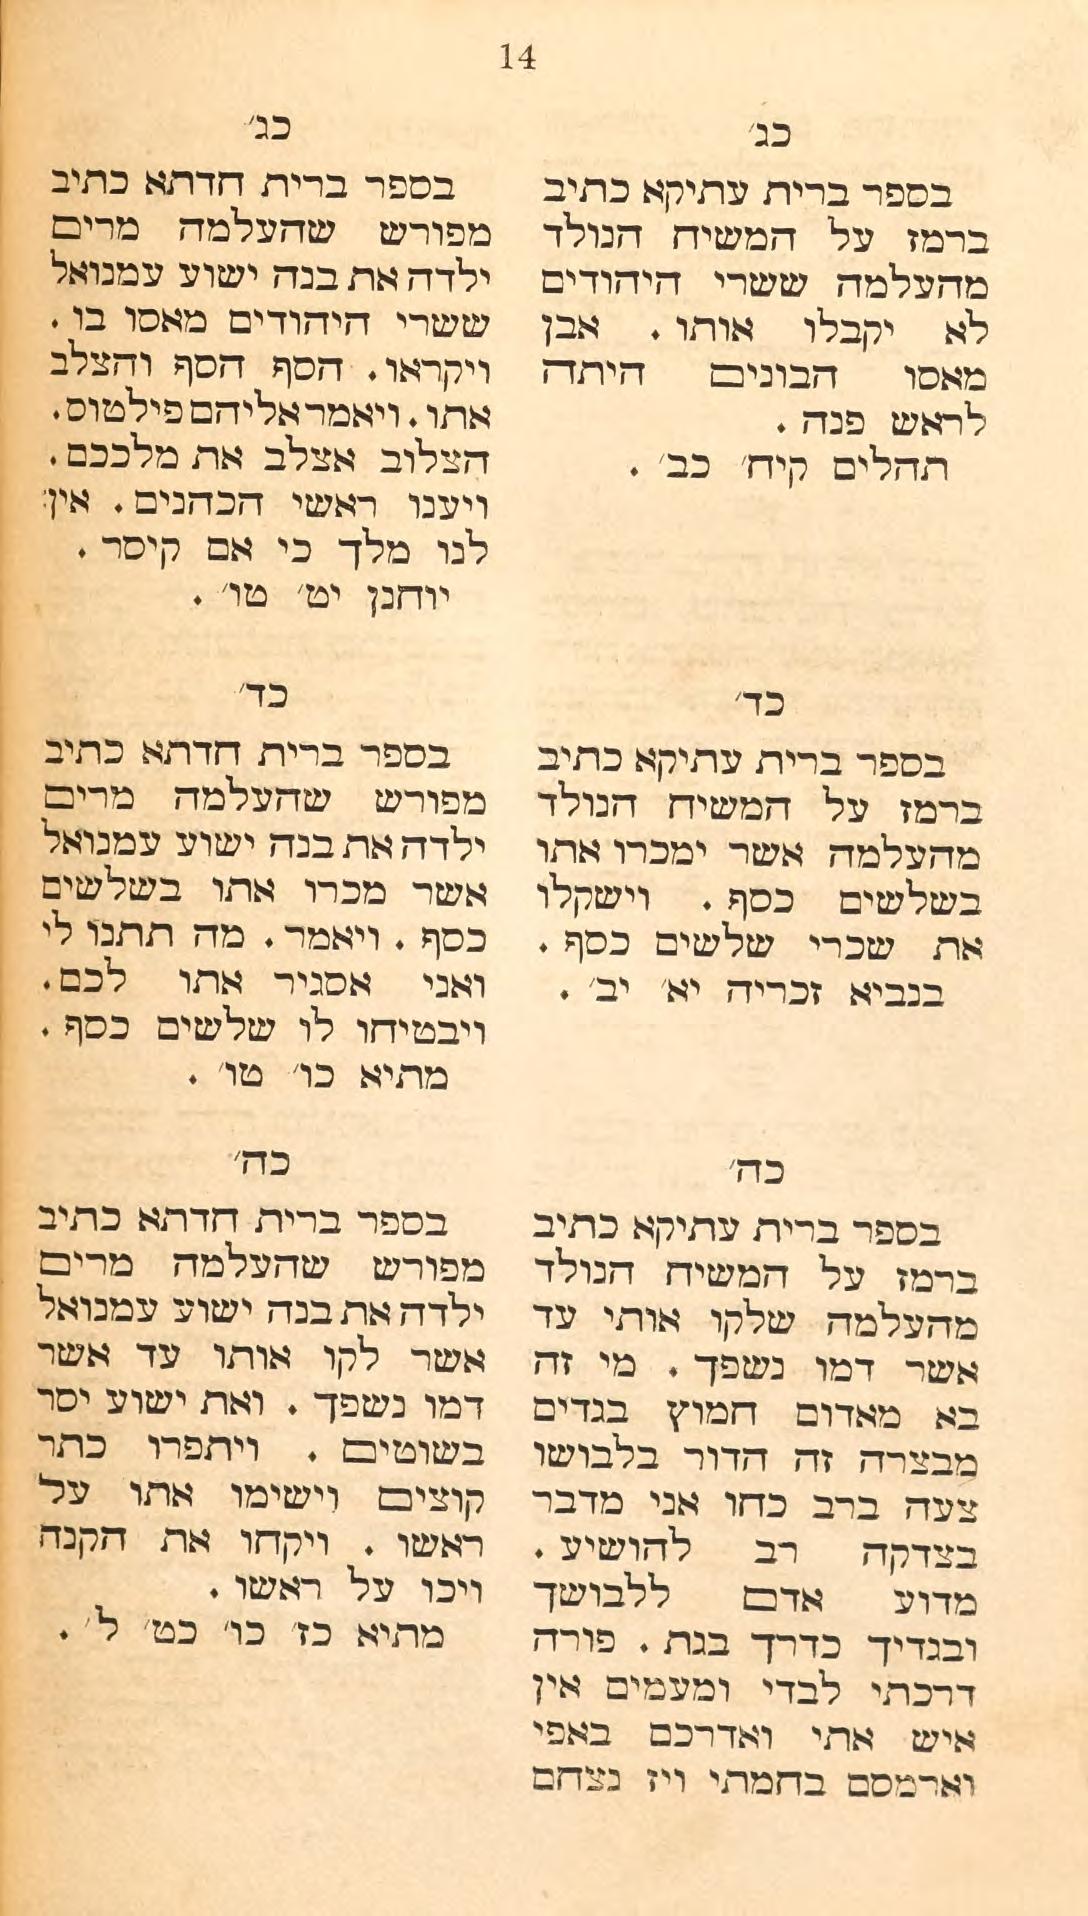 14
כג׳
בספר ברית עתיקא כתיב
ברמז על המשיח הנולד
מהעלמה ששרי היהודים
לא יקבלו אותו. אבן
מאסו הבונים היתה
לראש פנה.
תהלים קיח׳ כב׳.
כד׳
בספר ברית עתיקא כתיב
ברמז על המשיח הנולד
מהעלמה אשר ימכרו אתו
בשלשים כסף. וישקלו
את שכרי שלשים כסף.
בנביא זכריה יא׳ יב׳.
כה׳
בספר ברית עתיקא כתיב
ברמז על המשיח הנולד
מהעלמה שלקו אותי עד
אשר דמו נשפך. מי זה
בא מאדום חמוץ בגדים
מבצרה זה הדור בלבושו
צעה ברב כחו אני מדבר
בצדקה רב להושיע.
מדוע אדם ללבושך
ובגדיך כדרך בגת. פורה
דרכתי לבדי ומעמים אין
איש אתי ואדרכם באפי
וארמסם בחמתי ויז נצחם
כג׳
בספר ברית חדתא כתיב
מפורש שהעלמה מרים
ילדה את בנה ישוע עמנואל
ששרי היהודים מאסו בו.
ויקראו. הסף הסף והצלב
אתו. ויאמר אליהם פילטוס.
הצלוב אצלב את מלככם.
ויענו ראשי הכהנים. אין
לנו מלך כי אם קיסר.
יוחנן יט׳ טו׳.
כד׳
בספר ברית חדתא כתיב
מפורש שהעלמה מרים
ילדה את בנה ישוע עמנואל
אשר מכרו אתו בשלשים
כסף. ויאמר. מה תתנו לי
ואני אסגיר אתו לכם.
ויבטיחו לו שלשים כסף.
מתיא כו׳ טו׳.
כה׳
בספר ברית חדתא כתיב
מפורש שהעלמה מרים
ילדה את בנה ישוע עמנואל
אשר לקו אותו עד אשר
דמו נשפך. ואת ישוע יסר
בשוטים. ויתפרו כתר
קוצים וישימו אתו על
ראשו. ויקחו את הקנה
ויכו על ראשו.
מתיא כז׳ כו׳ כט׳ ל׳.